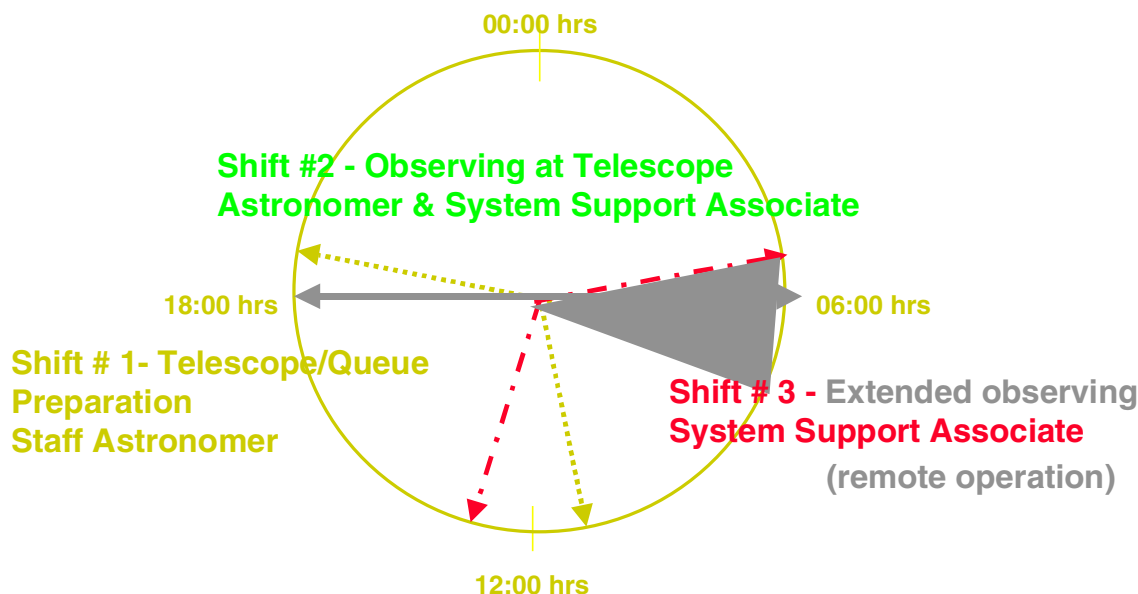 00:00 hrs
Shift #2 - Observing at Telescope
Astronomer & System Support Associate
18:00 hrs
06:00 hrs
Shift # 1- Telescope/Queue
Preparation
Staff Astronomer
Shift # 3 - Extended observing
System Support Associate
(remote operation)
12:00 hrs